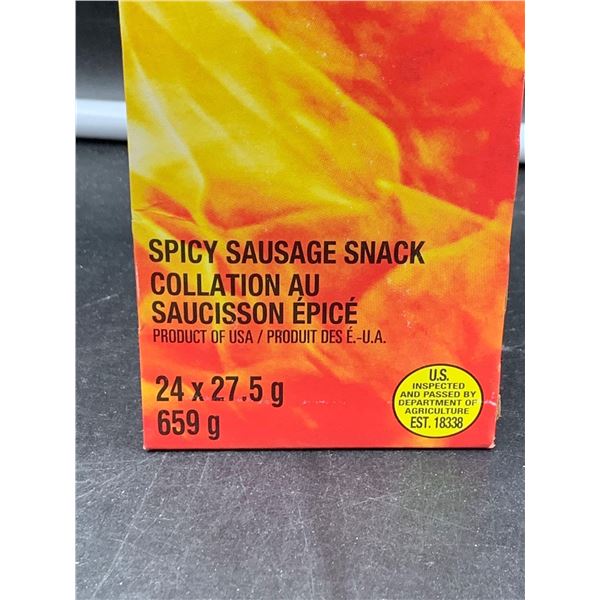 SPICY SAUSAGE SNACK
COLLATION AU
SAUCISSON ÉPICÉ
PRODUCT OF USA / PRODUIT DES É.-U.A.
24 x 27.5 g
659 g
U.S.
INSPECTED
AND PASSED BY
DEPARTMENT OF
AGRICULTURE
EST. 18338